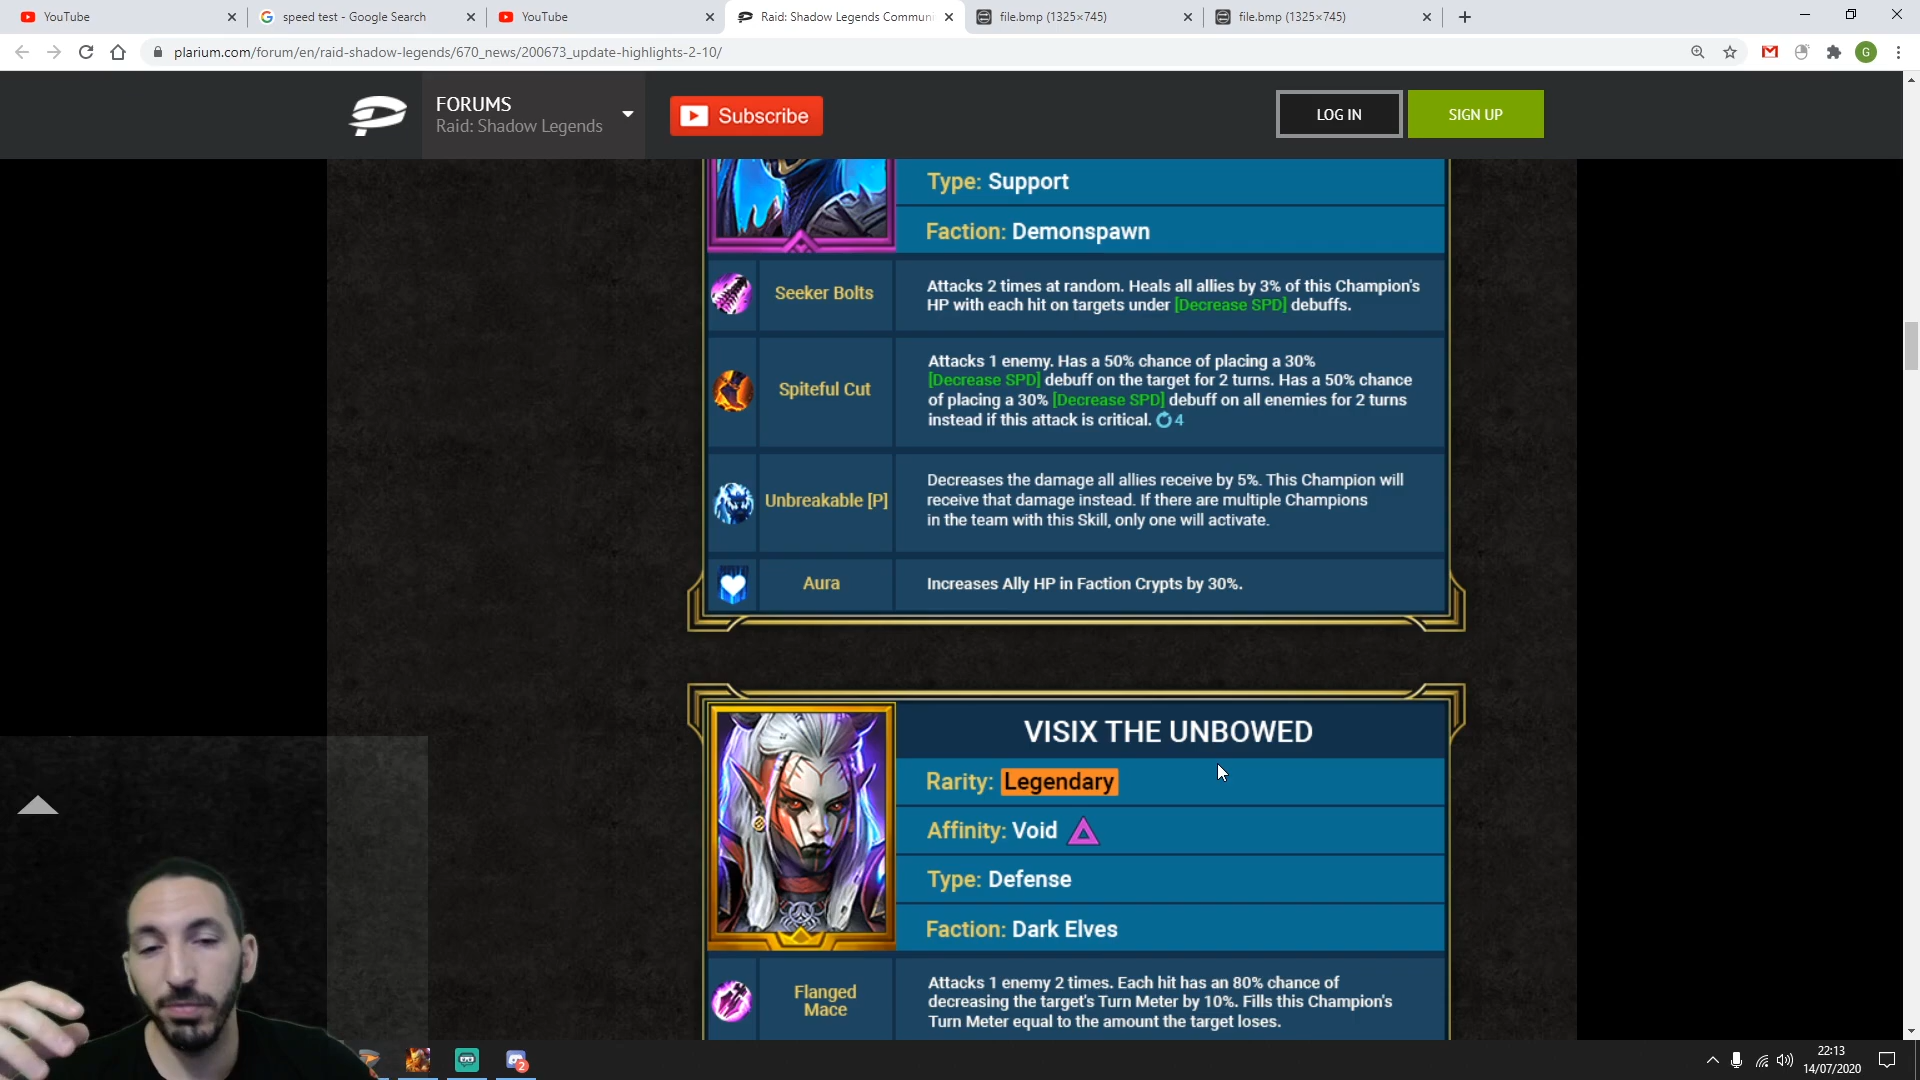 YouTube
speed test - Google Search
YouTube
Raid: Shadow Legends Communi
file.bmp (1325×745)
file.bmp (1325×745)
plarium.com/forum/en/raid-shadow-legends/670_news/200673_update-highlights-2-10/
G
FORUMS
Raid: Shadow Legends
Subscribe
LOG IN
SIGN UP
Type: Support
Faction: Demonspawn
Seeker Bolts
Attacks 2 times at random. Heals all allies by 3% of this Champion's
HP with each hit on targets under [Decrease SPD] debuffs.
Spiteful Cut
Attacks 1 enemy. Has a 50% chance of placing a 30%
[Decrease SPD] debuff on the target for 2 turns. Has a 50% chance
of placing a 30% [Decrease SPD] debuff on all enemies for 2 turns
instead if this attack is critical. 4
Unbreakable [P]
Decreases the damage all allies receive by 5%. This Champion will
receive that damage instead. If there are multiple Champions
in the team with this Skill, only one will activate.
Aura
Increases Ally HP in Faction Crypts by 30%.
VISIX THE UNBOWED
Rarity: Legendary
Affinity: Void
Type: Defense
Faction: Dark Elves
Flanged
Mace
Attacks 1 enemy 2 times. Each hit has an 80% chance of
decreasing the target's Turn Meter by 10%. Fills this Champion's
Turn Meter equal to the amount the target loses.
2
22:13
14/07/2020